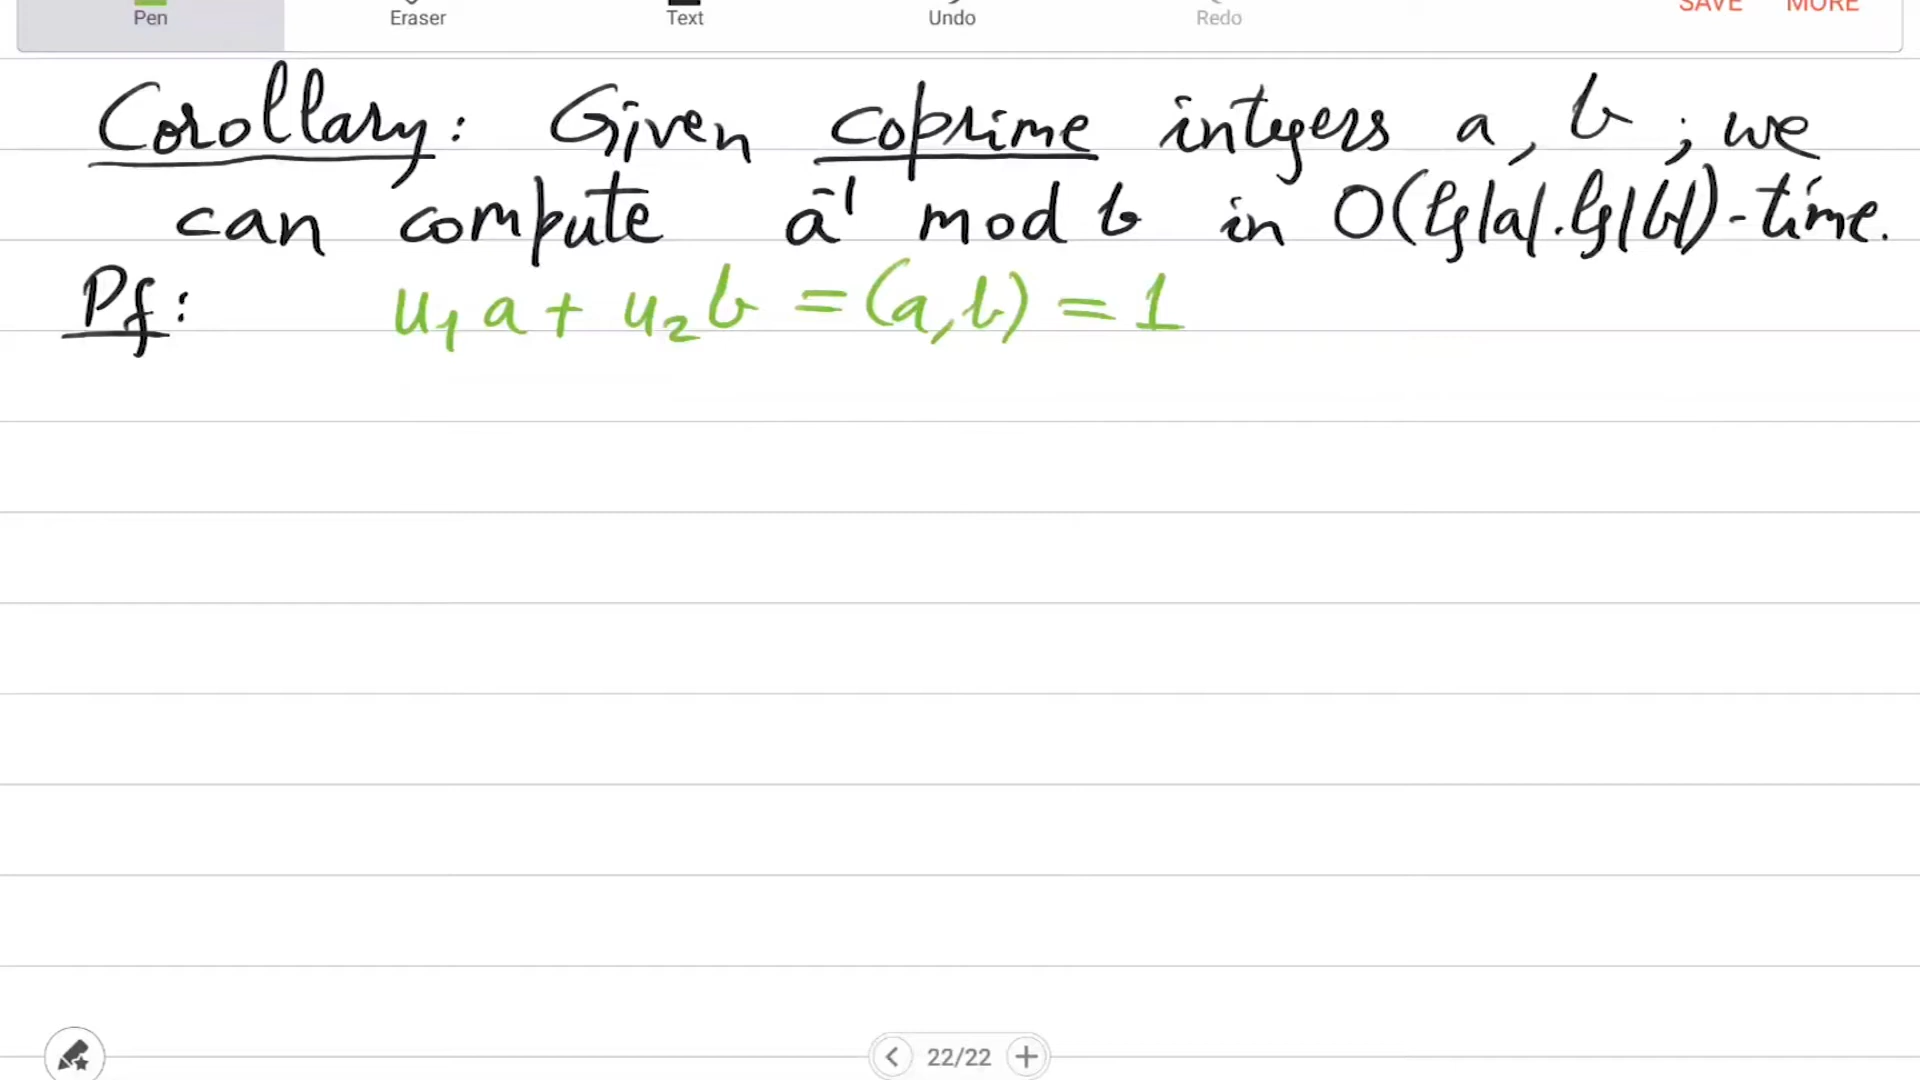 Pen Eraser Text Undo Redo SAVE MORE
Corollary: Given coprime integers a, b ; we
can compute a⁻¹ mod b in O(lg|a|.lg|b|)-time.
Pf: u₁a + u₂b = (a,b) = 1
22/22